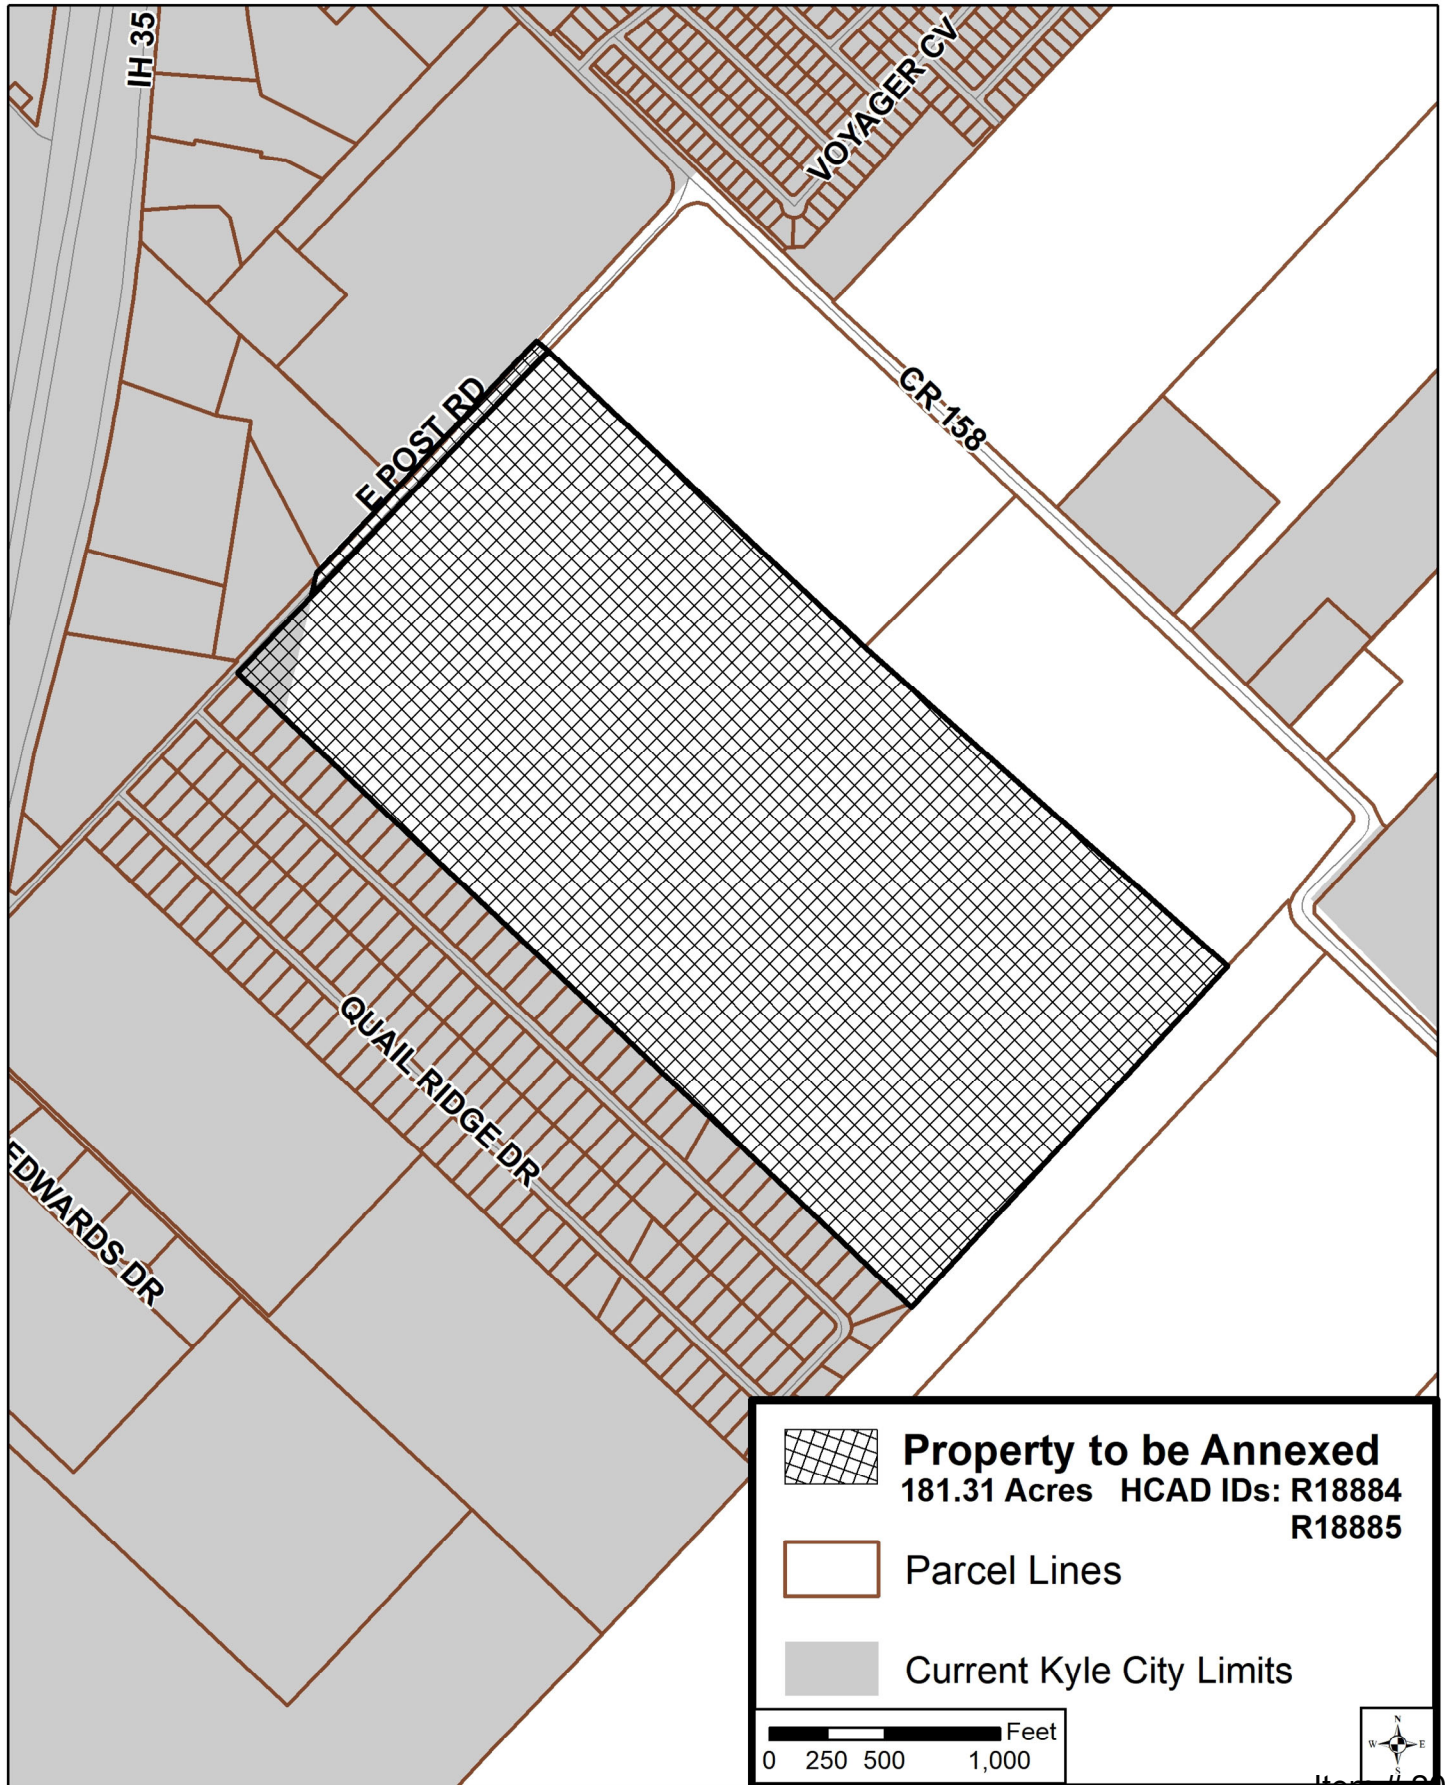 IH 35
VOYAGER CV
CR 158
E POST RD
QUAIL RIDGE DR
EDWARDS DR
Property to be Annexed
181.31 Acres HCAD IDs: R18884
R18885
Parcel Lines
Current Kyle City Limits
Feet
0 250 500 1,000
N
W E
S
Item #